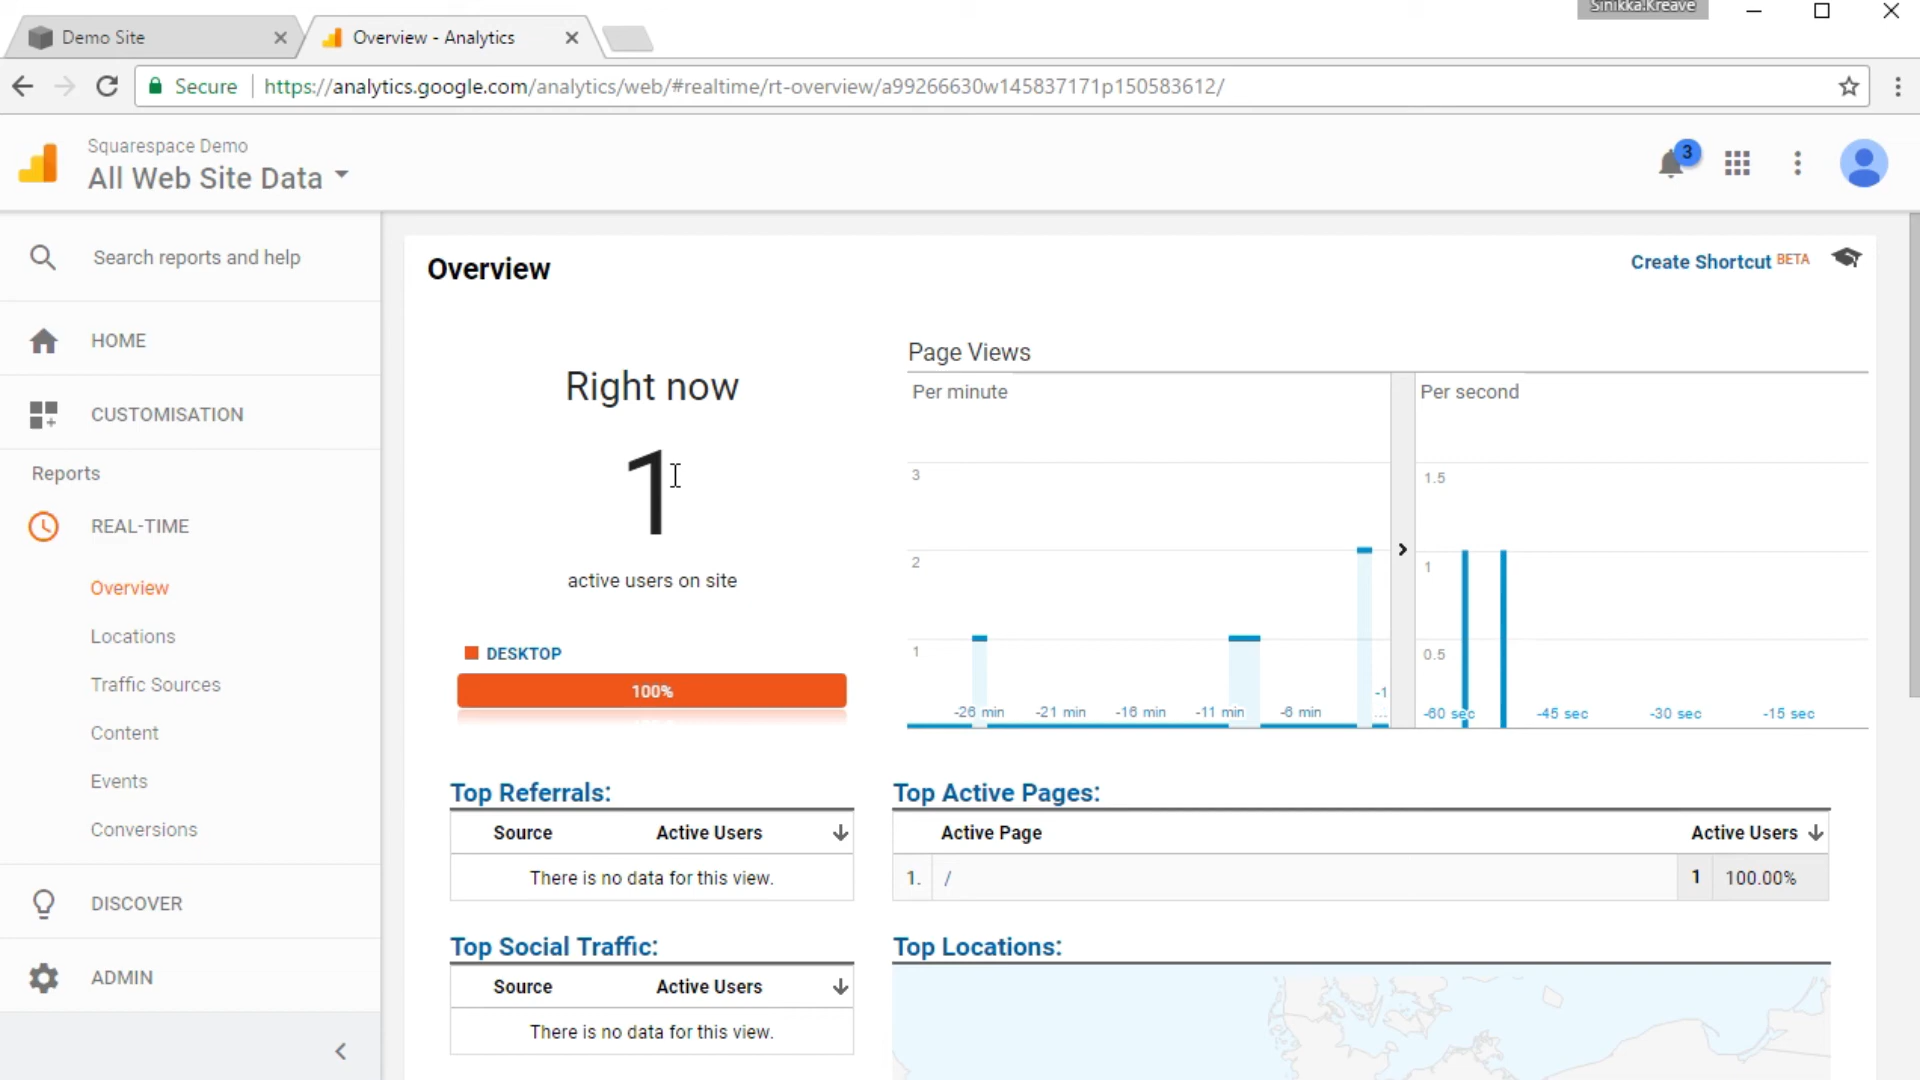 Sinikka.Kreave
Demo Site
Overview - Analytics
Secure
https://analytics.google.com/analytics/web/#realtime/rt-overview/a99266630w145837171p150583612/
Squarespace Demo
All Web Site Data
3
Search reports and help
HOME
CUSTOMISATION
Reports
REAL-TIME
Overview
Locations
Traffic Sources
Content
Events
Conversions
DISCOVER
ADMIN
Overview
Create Shortcut BETA
Right now
1
active users on site
DESKTOP
100%
Page Views
Per minute
3
2
1
-26 min -21 min -16 min -11 min -6 min -1
...
Per second
1.5
1
0.5
-60 sec -45 sec -30 sec -15 sec
Top Referrals:
Source Active Users
There is no data for this view.
Top Active Pages:
Active Page Active Users
1. / 1 100.00%
Top Social Traffic:
Source Active Users
There is no data for this view.
Top Locations: